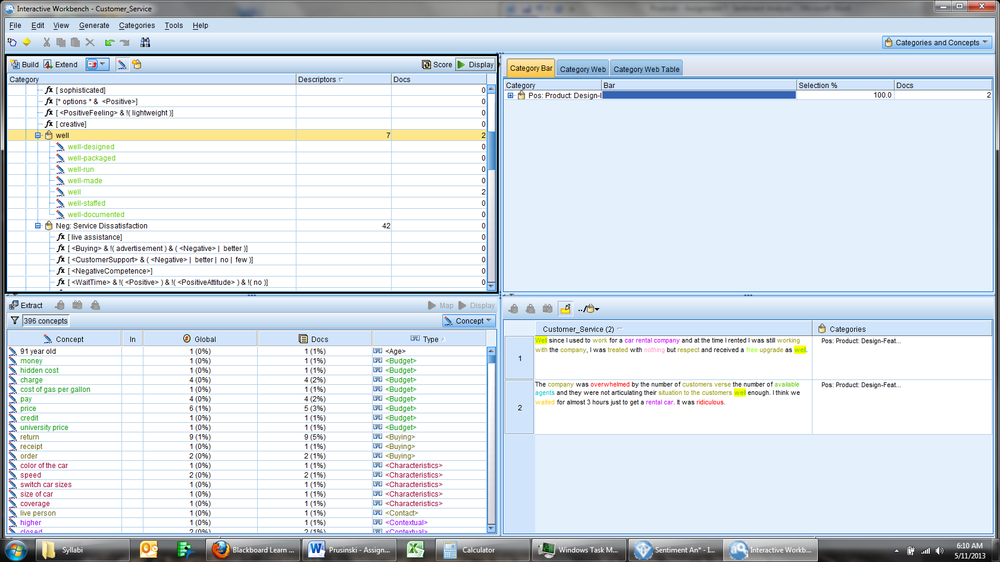 Interactive Workbench - Customer_Service
File Edit View Generate Categories Tools Help
Categories and Concepts
Build Extend Score Display
Category Descriptors Docs
[ sophisticated] 0
[* options * & <Positive>] 0
[ <PositiveFeeling> & !( lightweight )] 0
[ creative] 0
well 7 2
well-designed 0
well-packaged 0
well-run 0
well-made 0
well 2
well-staffed 0
well-documented 0
Neg: Service Dissatisfaction 42 0
[ live assistance] 0
[ <Buying> & !( advertisement ) & ( <Negative> | better )] 0
[ <CustomerSupport> & ( <Negative> | better | no | few )] 0
[ <NegativeCompetence>] 0
[ <WaitTime> & !( <Positive> ) & !( <PositiveAttitude> ) & !( no )] 0
Category Bar Category Web Category Web Table
Category Bar Selection % Docs
Pos: Product: Design-I 100.0 2
Extract Map Display
396 concepts Concept
Concept In Global Docs Type
91 year old 1 (0%) 1 (1%) <Age>
money 1 (0%) 1 (1%) <Budget>
hidden cost 1 (0%) 1 (1%) <Budget>
charge 4 (0%) 4 (2%) <Budget>
cost of gas per gallon 1 (0%) 1 (1%) <Budget>
pay 4 (0%) 4 (2%) <Budget>
price 6 (1%) 5 (3%) <Budget>
credit 1 (0%) 1 (1%) <Budget>
university price 1 (0%) 1 (1%) <Budget>
return 9 (1%) 9 (5%) <Buying>
receipt 1 (0%) 1 (1%) <Buying>
order 2 (0%) 2 (1%) <Buying>
color of the car 1 (0%) 1 (1%) <Characteristics>
speed 2 (0%) 2 (1%) <Characteristics>
switch car sizes 1 (0%) 1 (1%) <Characteristics>
size of car 1 (0%) 1 (1%) <Characteristics>
coverage 1 (0%) 1 (1%) <Characteristics>
live person 1 (0%) 1 (1%) <Contact>
higher 1 (0%) 1 (1%) <Contextual>
closed 2 (0%) 2 (1%) <Contextual>
Customer_Service (2) Categories
1 Well since I used to work for a car rental company and at the time I rented I was still working Pos: Product: Design-Feat...
with the company, I was treated with nothing but respect and received a free upgrade as well.
2 The company was overwhelmed by the number of customers verse the number of available Pos: Product: Design-Feat...
agents and they were not articulating their situation to the customers well enough. I think we
waited for almost 3 hours just to get a rental car. It was ridiculous.
Syllabi Blackboard Learn ... Prusinski - Assign... Calculator Windows Task M... Sentiment An* - I... Interactive Workb...
6:10 AM
5/11/2013